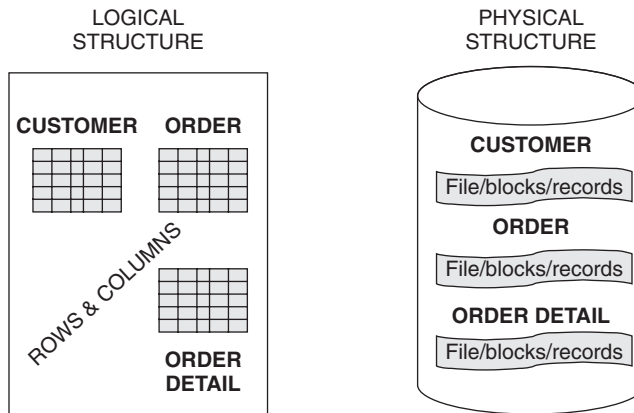 LOGICAL
STRUCTURE
CUSTOMER
ORDER
ROWS & COLUMNS
ORDER
DETAIL
PHYSICAL
STRUCTURE
CUSTOMER
File/blocks/records
ORDER
File/blocks/records
ORDER DETAIL
File/blocks/records